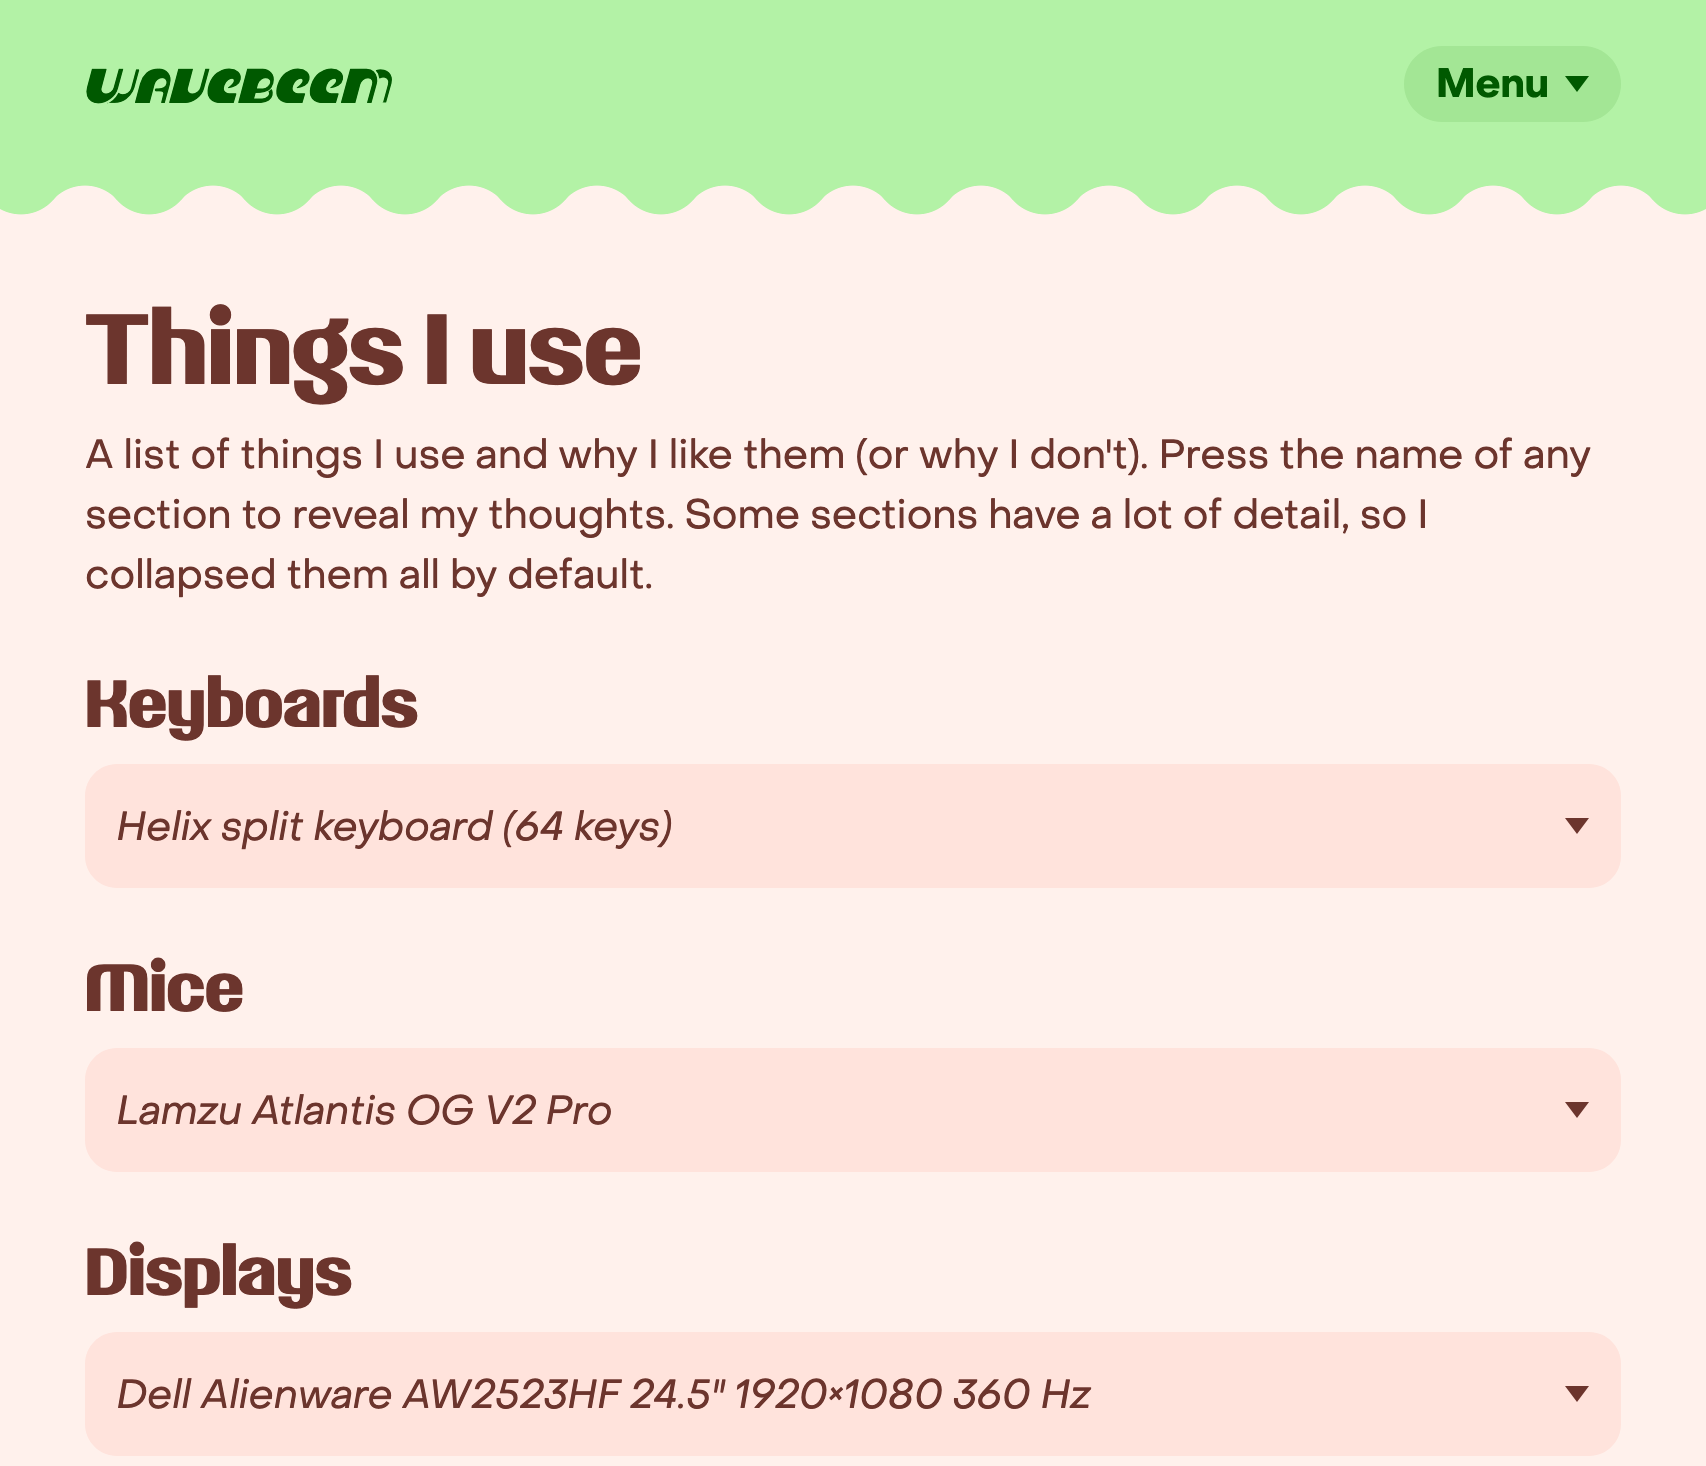 WAVEBEEM
Menu
Things I use
A list of things I use and why I like them (or why I don't). Press the name of any
section to reveal my thoughts. Some sections have a lot of detail, so I
collapsed them all by default.
Keyboards
Helix split keyboard (64 keys)
Mice
Lamzu Atlantis OG V2 Pro
Displays
Dell Alienware AW2523HF 24.5" 1920×1080 360 Hz